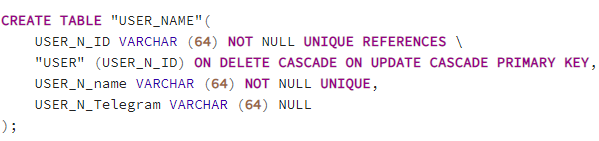 CREATE TABLE "USER_NAME"(
USER_N_ID VARCHAR (64) NOT NULL UNIQUE REFERENCES \
"USER" (USER_N_ID) ON DELETE CASCADE ON UPDATE CASCADE PRIMARY KEY,
USER_N_name VARCHAR (64) NOT NULL UNIQUE,
USER_N_Telegram VARCHAR (64) NULL
);